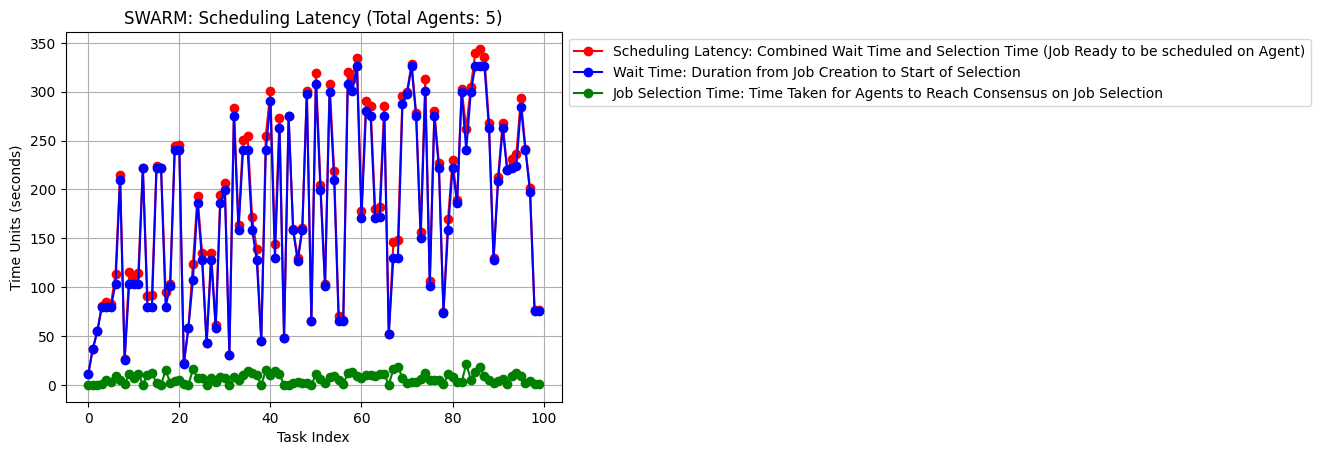 SWARM: Scheduling Latency (Total Agents: 5)
Scheduling Latency: Combined Wait Time and Selection Time (Job Ready to be scheduled on Agent)
Wait Time: Duration from Job Creation to Start of Selection
Job Selection Time: Time Taken for Agents to Reach Consensus on Job Selection
Time Units (seconds)
350
300
250
200
150
100
50
0
0 20 40 60 80 100
Task Index